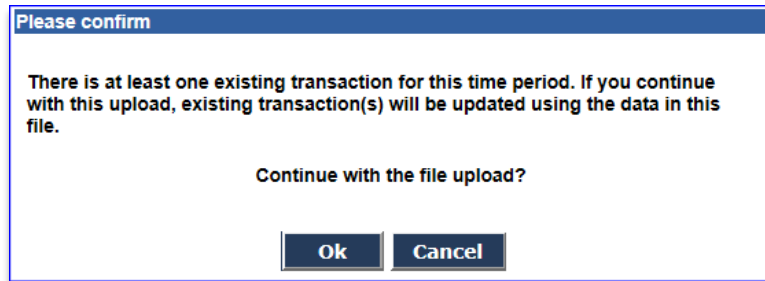 Please confirm
There is at least one existing transaction for this time period. If you continue
with this upload, existing transaction(s) will be updated using the data in this
file.
Continue with the file upload?
Ok Cancel